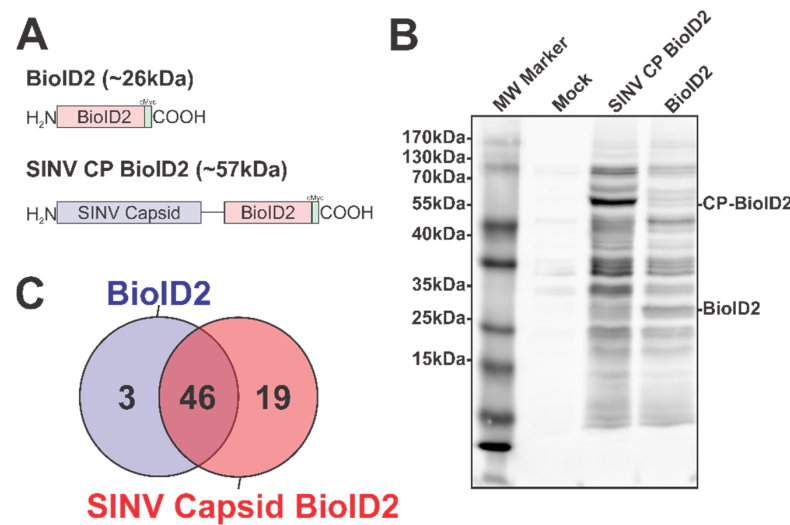 A
BioID2 (~26kDa)
cMyc
H2N BioID2 COOH
SINV CP BioID2 (~57kDa)
cMyc
H2N SINV Capsid BioID2 COOH
B
MW Marker
Mock
SINV CP BioID2
BioID2
170kDa
130kDa
70kDa
55kDa
40kDa
35kDa
25kDa
15kDa
CP-BioID2
BioID2
C
BioID2
3 46 19
SINV Capsid BioID2